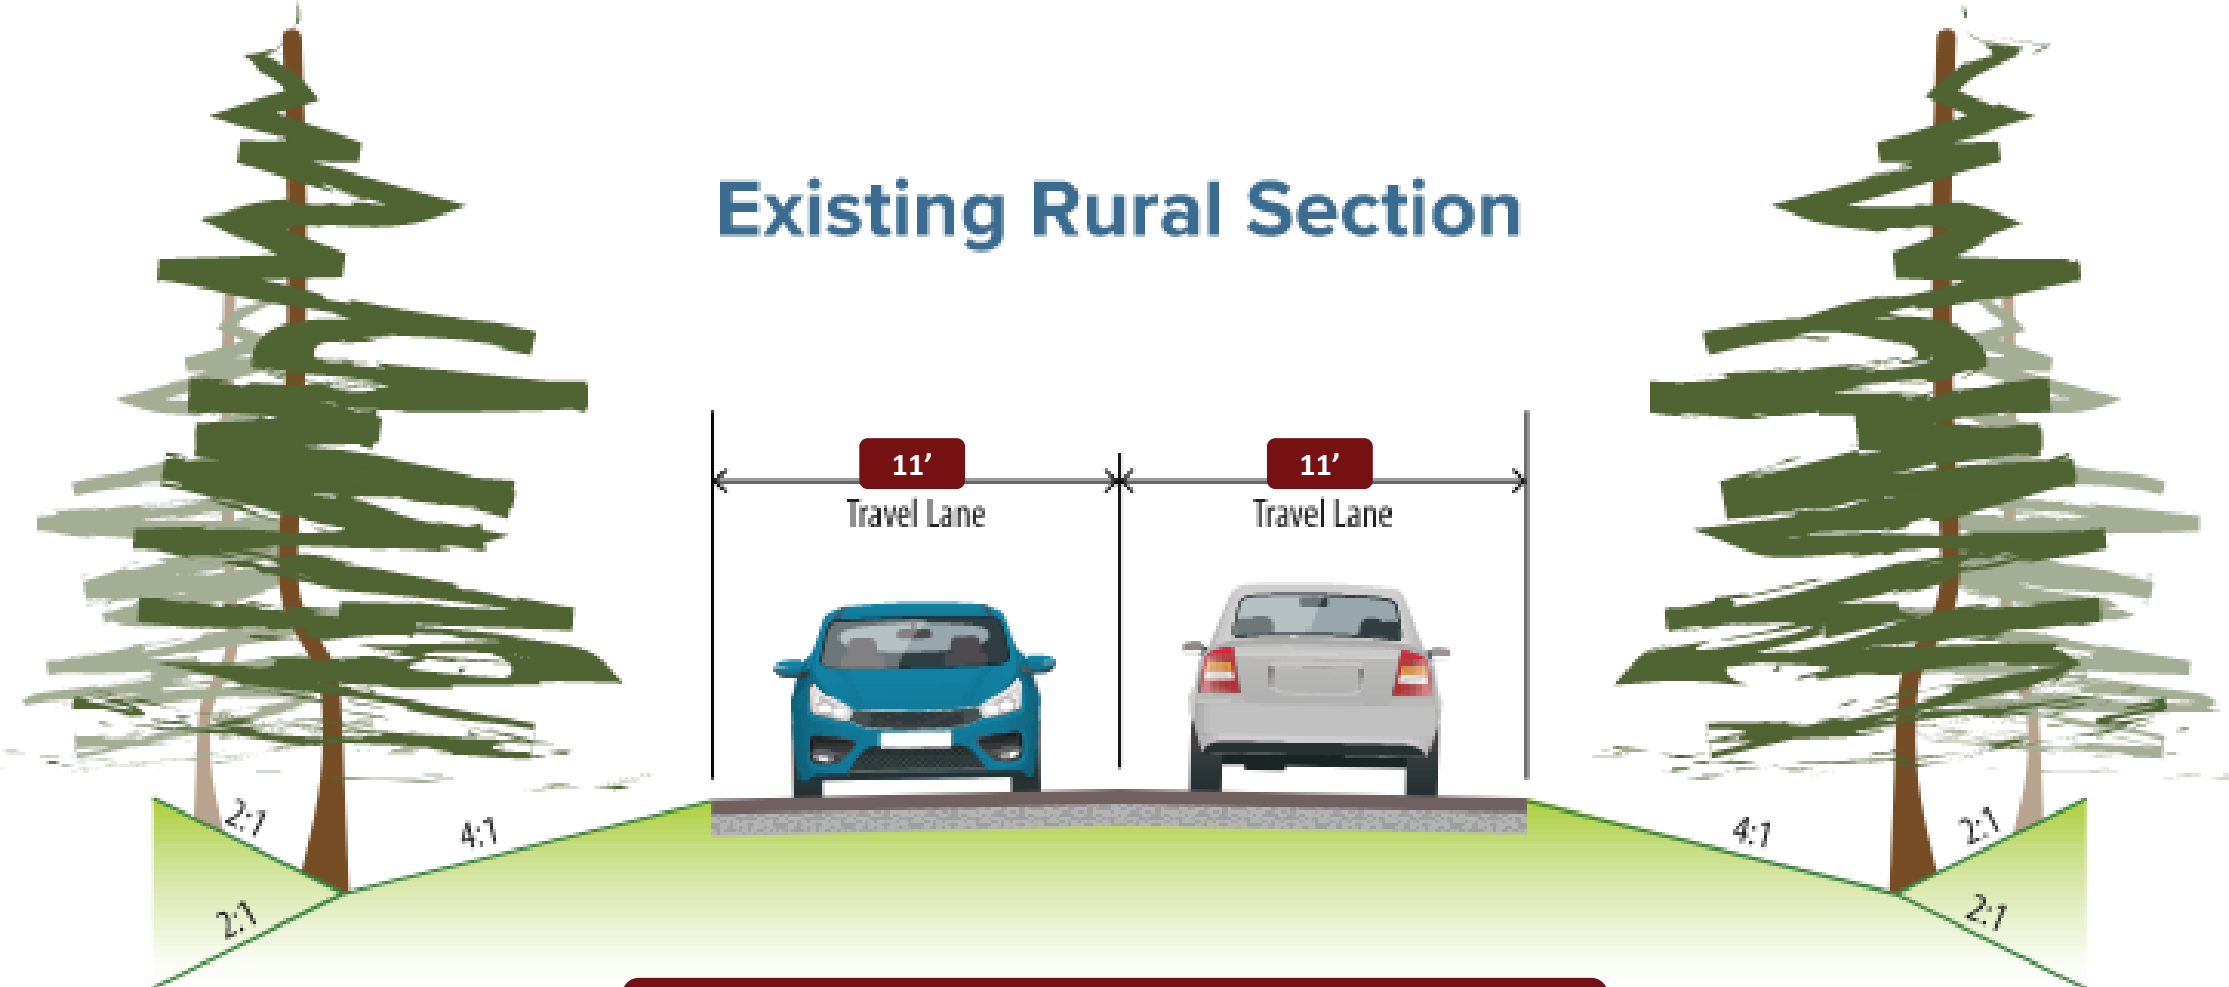 Existing Rural Section
11’ 11’
Travel Lane Travel Lane
2:1 4:1 4:1 2:1
2:1 2:1